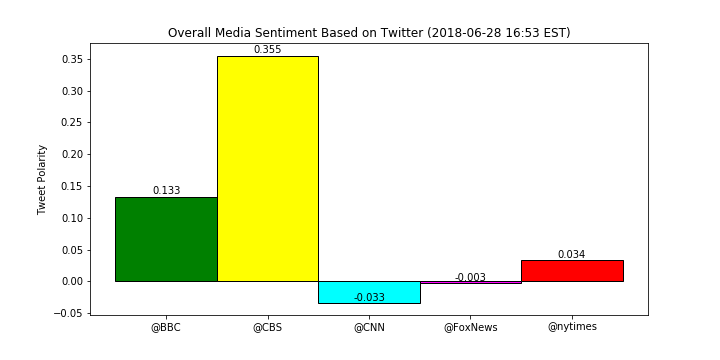 Overall Media Sentiment Based on Twitter (2018-06-28 16:53 EST)
Tweet Polarity
0.35
0.30
0.25
0.20
0.15
0.10
0.05
0.00
−0.05
0.133
0.355
-0.033
-0.003
0.034
@BBC
@CBS
@CNN
@FoxNews
@nytimes